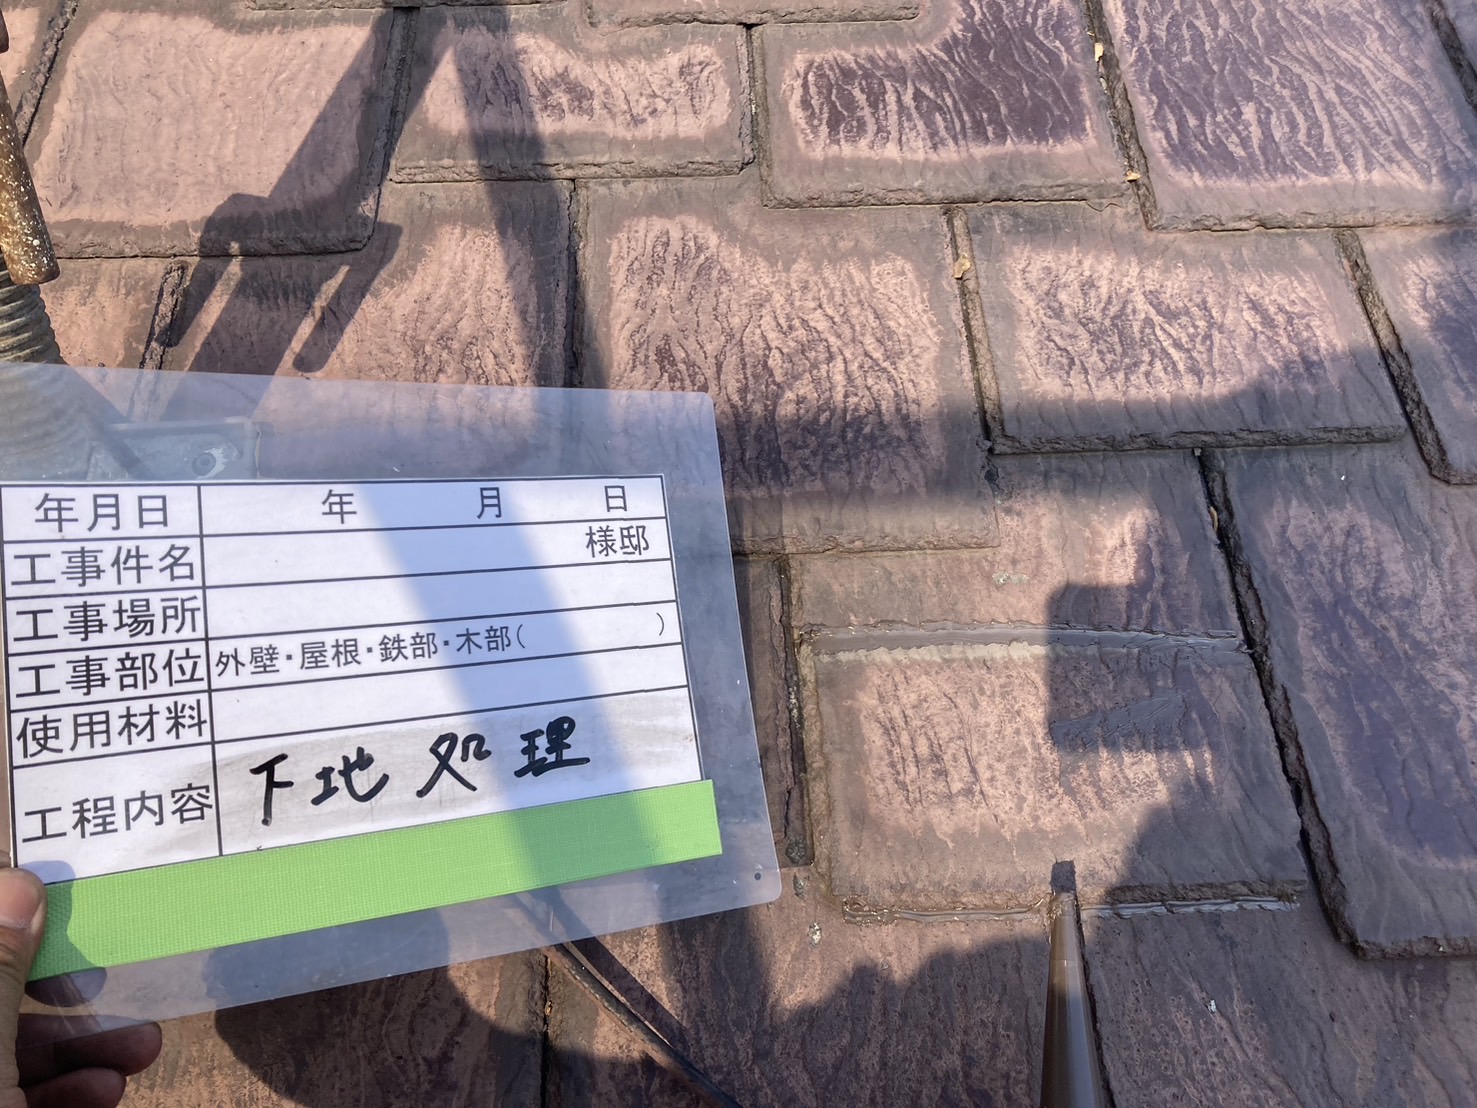 年月日 年 月 日
工事件名 様邸
工事場所
工事部位 外壁・屋根・鉄部・木部( )
使用材料
工程内容 下地処理